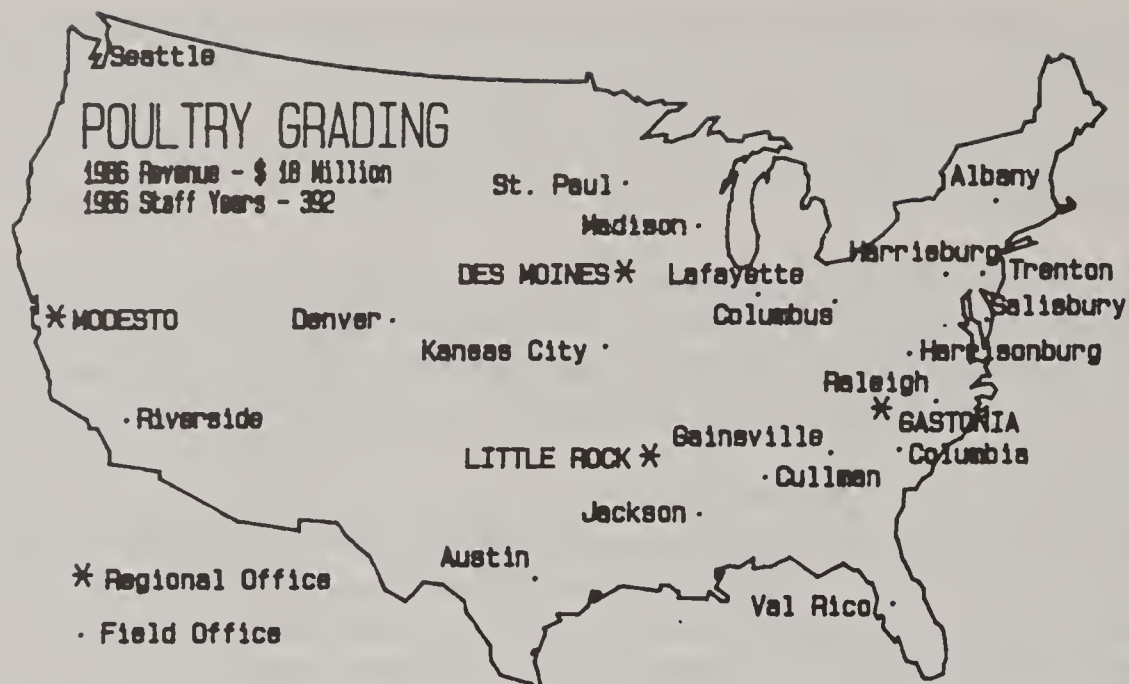 Seattle
POULTRY GRADING
1986 Revenue - $ 18 Million
1986 Staff Years - 392
St. Paul
Albany
Madison
Harrisburg
DES MOINES
Lafayette
Trenton
Salisbury
MODESTO
Denver
Columbus
Kansas City
Harrisonburg
Raleigh
Riverside
GASTONIA
Gainsville
Columbia
LITTLE ROCK
Cullman
Jackson
Austin
* Regional Office
Val Rico
. Field Office